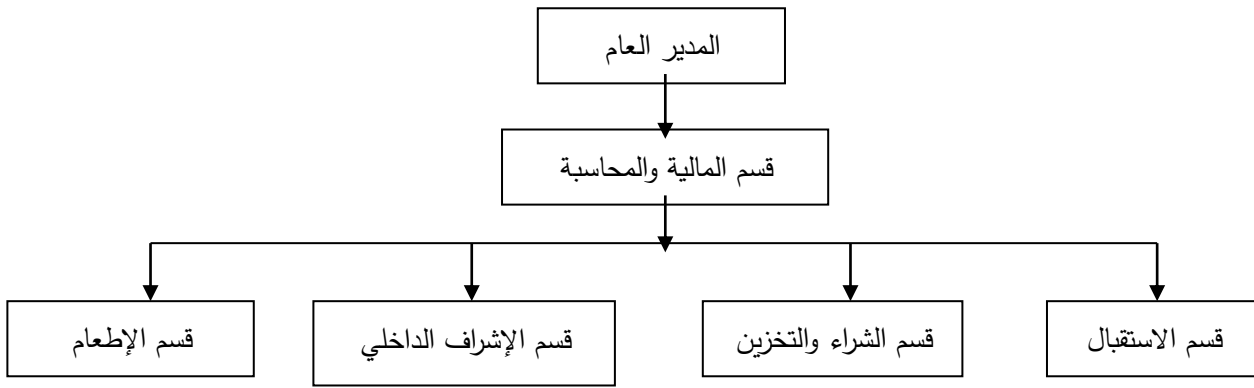 المدير العام
قسم المالية والمحاسبة
قسم الاستقبال
قسم الشراء والتخزين
قسم الإشراف الداخلي
قسم الإطعام